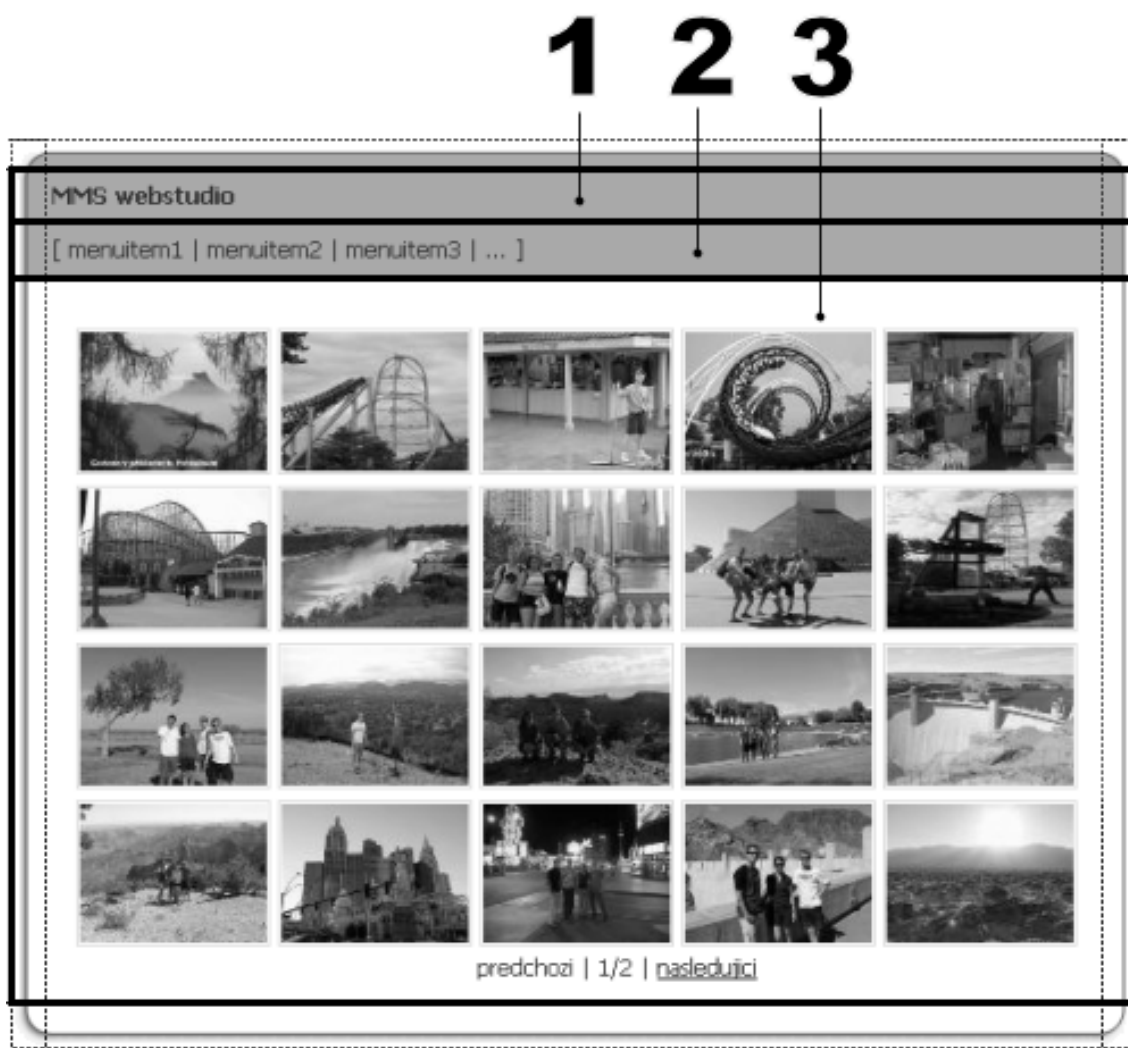 1 2 3
MMS webstudio
[ menuitem1 | menuitem2 | menuitem3 | ... ]
predchozi | 1/2 | nasledujici